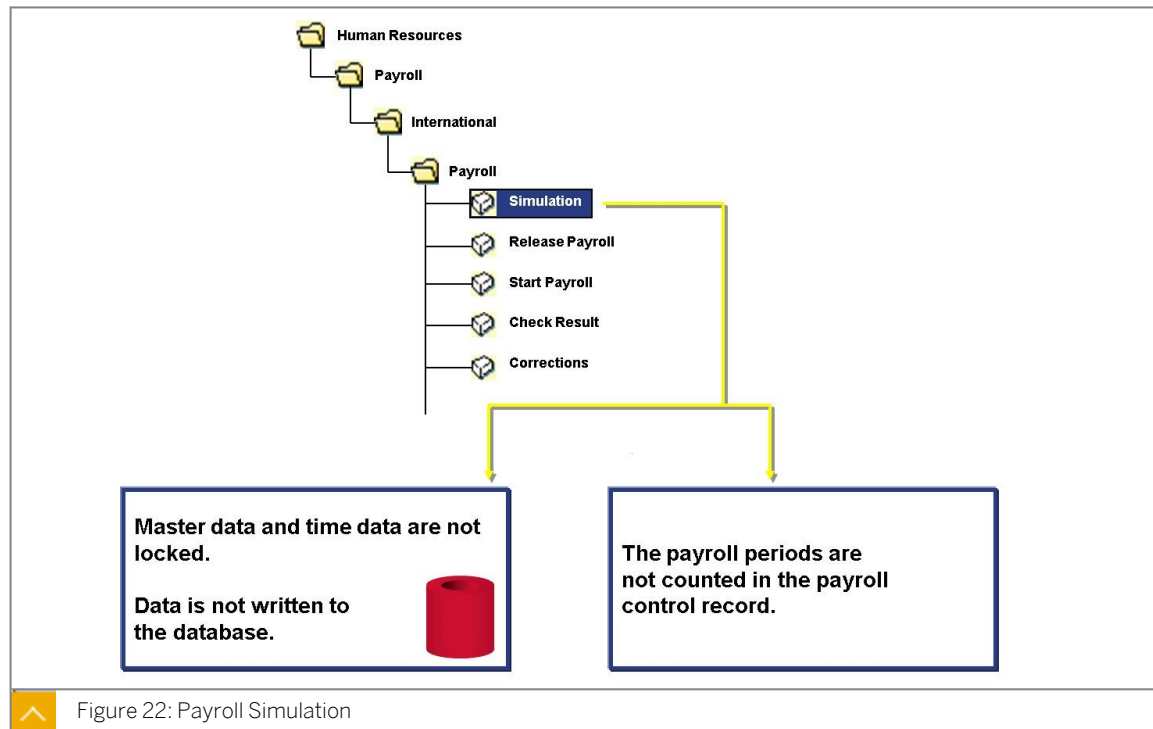 Human Resources
Payroll
International
Payroll
Simulation
Release Payroll
Start Payroll
Check Result
Corrections
Master data and time data are not
locked.
Data is not written to
the database.
The payroll periods are
not counted in the payroll
control record.
Figure 22: Payroll Simulation